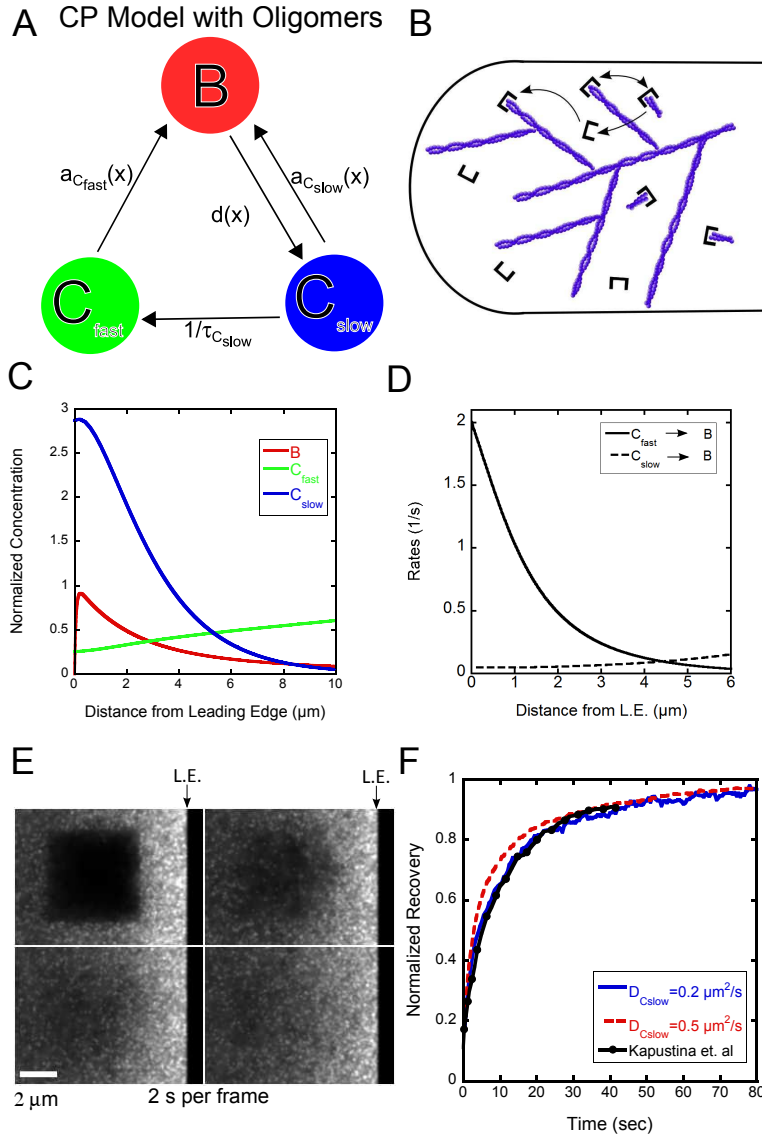 A CP Model with Oligomers
B
a_Cfast(x)
a_Cslow(x)
d(x)
C fast
C slow
1/τ_Cslow
B
C
3
2.5
2
1.5
1
0.5
0
0 2 4 6 8 10
Normalized Concentration
Distance from Leading Edge (µm)
B
C_fast
C_slow
D
2
1.5
1
0.5
0
0 1 2 3 4 5 6
Rates (1/s)
Distance from L.E. (µm)
C_fast → B
C_slow → B
E
L.E. L.E.
2 µm 2 s per frame
F
1
0.8
0.6
0.4
0.2
0
0 10 20 30 40 50 60 70 80
Normalized Recovery
Time (sec)
D_Cslow=0.2 µm²/s
D_Cslow=0.5 µm²/s
Kapustina et. al